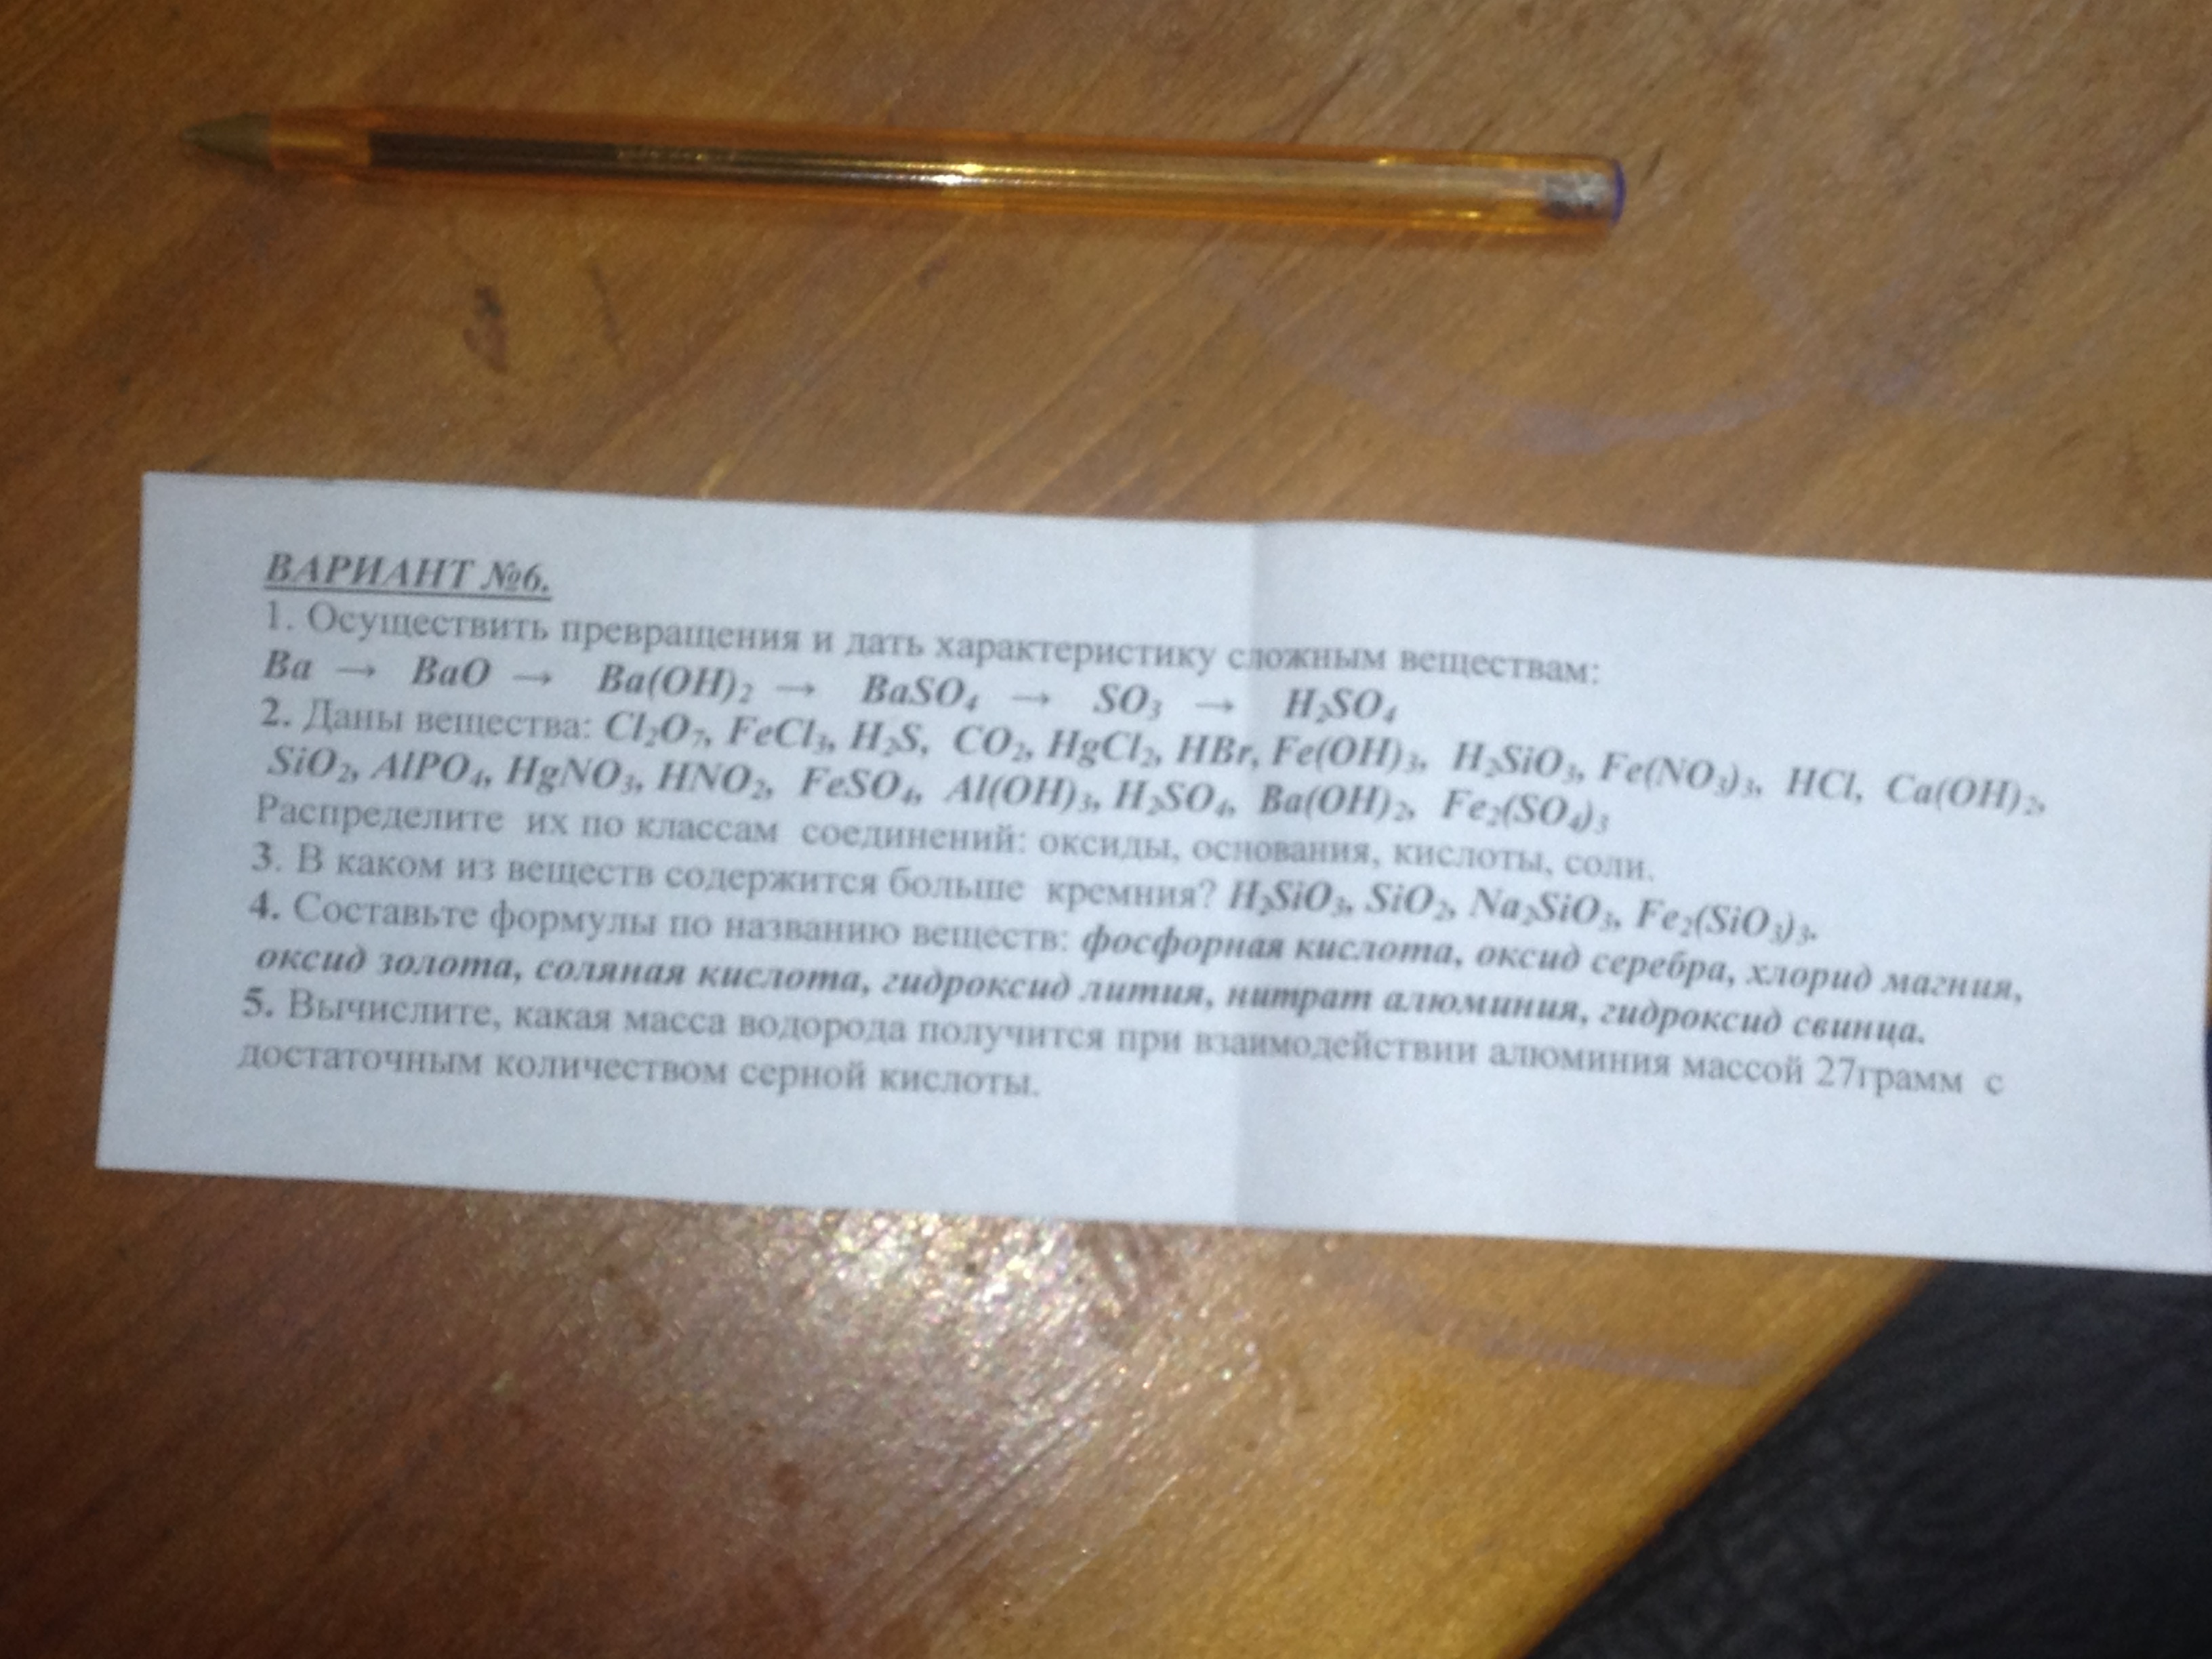 ВАРИАНТ №6.
1. Осуществить превращения и дать характеристику сложным веществам:
Ba → BaO → Ba(OH)₂ → BaSO₄ → SO₃ → H₂SO₄
2. Даны вещества: Cl₂O₇, FeCl₃, H₂S, CO₂, HgCl₂, HBr, Fe(OH)₃, H₂SiO₃, Fe(NO₃)₃, HCl, Ca(OH)₂,
SiO₂, AlPO₄, HgNO₃, HNO₂, FeSO₄, Al(OH)₃, H₂SO₄, Ba(OH)₂, Fe₂(SO₄)₃
Распределите их по классам соединений: оксиды, основания, кислоты, соли.
3. В каком из веществ содержится больше кремния? H₂SiO₃, SiO₂, Na₂SiO₃, Fe₂(SiO₃)₃.
4. Составьте формулы по названию веществ: фосфорная кислота, оксид серебра, хлорид магния,
оксид золота, соляная кислота, гидроксид лития, нитрат алюминия, гидроксид свинца.
5. Вычислите, какая масса водорода получится при взаимодействии алюминия массой 27грамм с
достаточным количеством серной кислоты.